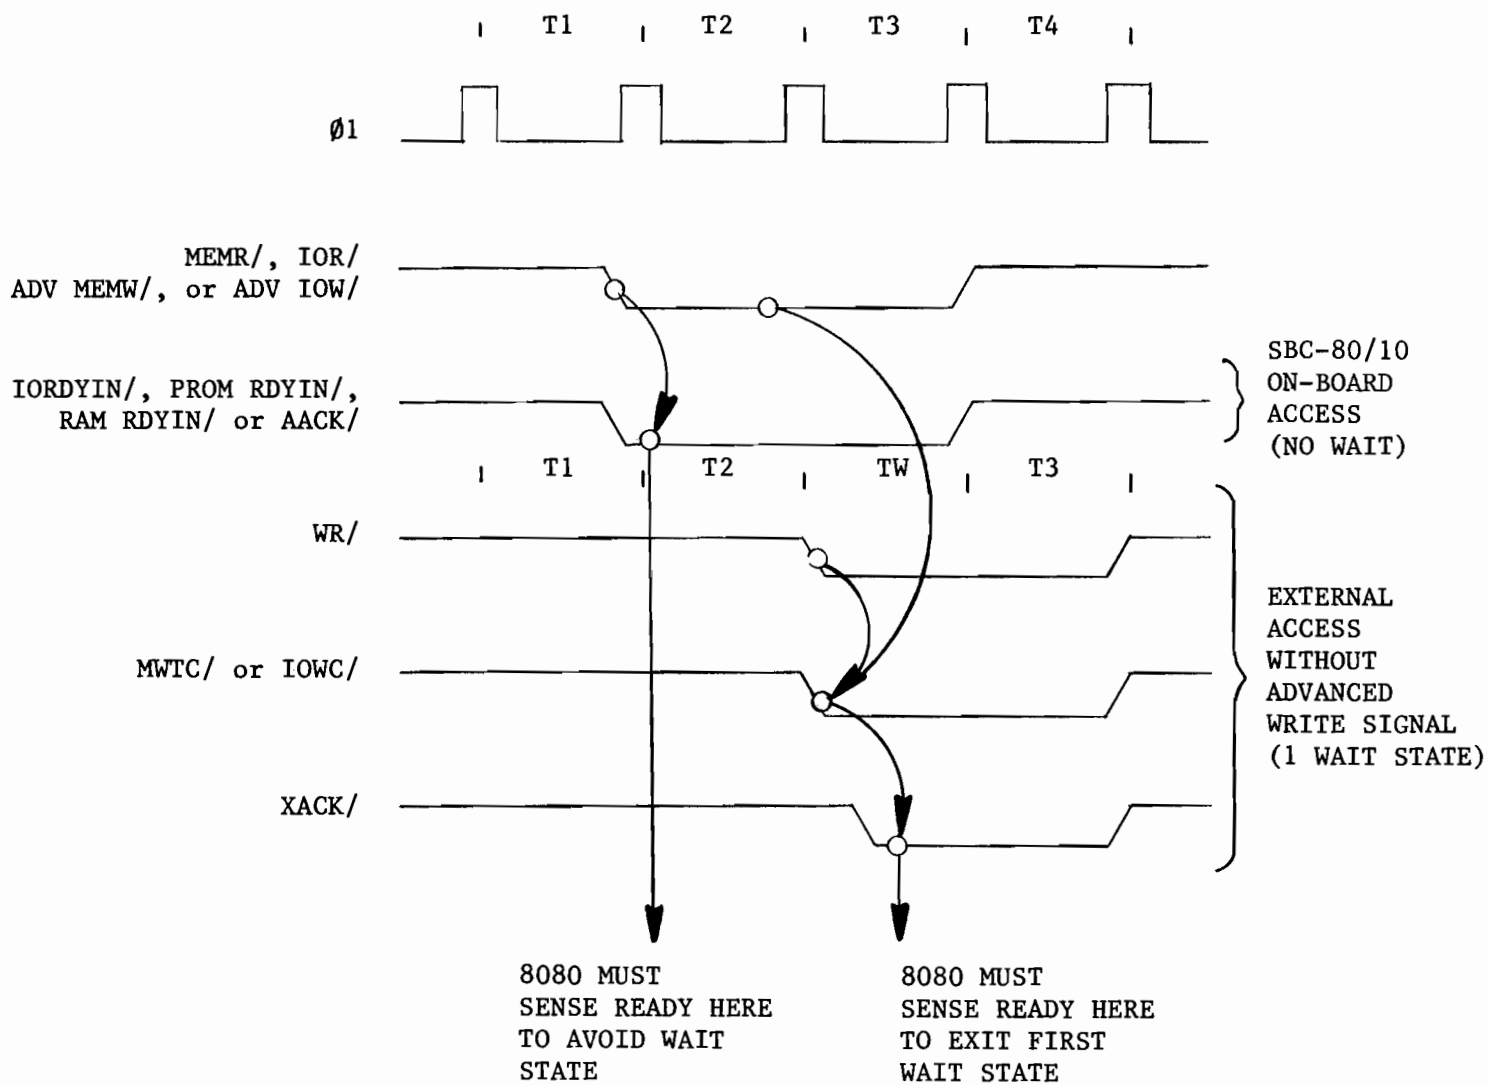 T1 T2 T3 T4
Ø1
MEMR/, IOR/
ADV MEMW/, or ADV IOW/
IORDYIN/, PROM RDYIN/,
RAM RDYIN/ or AACK/
SBC-80/10
ON-BOARD
ACCESS
(NO WAIT)
T1 T2 TW T3
WR/
MWTC/ or IOWC/
XACK/
EXTERNAL
ACCESS
WITHOUT
ADVANCED
WRITE SIGNAL
(1 WAIT STATE)
8080 MUST
SENSE READY HERE
TO AVOID WAIT
STATE
8080 MUST
SENSE READY HERE
TO EXIT FIRST
WAIT STATE